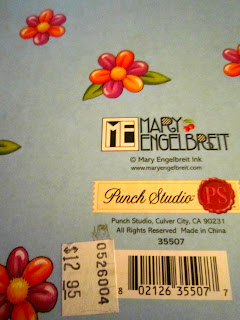 ME MARY
ENGELBREIT
© Mary Engelbreit Ink
www.maryengelbreit.com
Punch Studio PS
Punch Studio, Culver City, CA 90231
All Rights Reserved Made in China
35507
0526004
$12.95
8 02126 35507 7